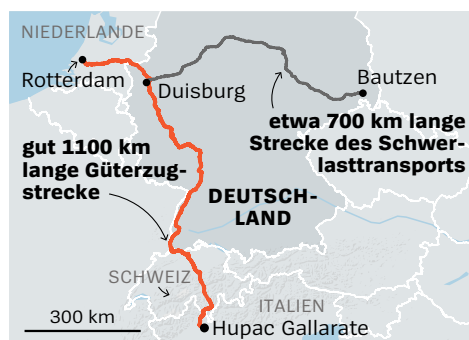 NIEDERLANDE
Rotterdam
Duisburg
Bautzen
etwa 700 km lange
Strecke des Schwer-
lasttransports
gut 1100 km
lange Güterzug-
strecke
DEUTSCH-
LAND
SCHWEIZ
ITALIEN
300 km
Hupac Gallarate